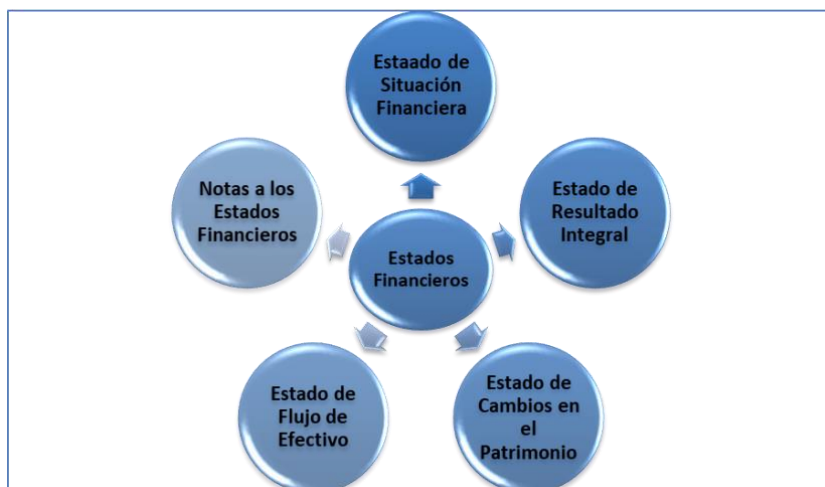 Estaado de
Situación
Financiera
Notas a los
Estados
Financieros
Estado de
Resultado
Integral
Estados
Financieros
Estado de
Flujo de
Efectivo
Estado de
Cambios en
el
Patrimonio